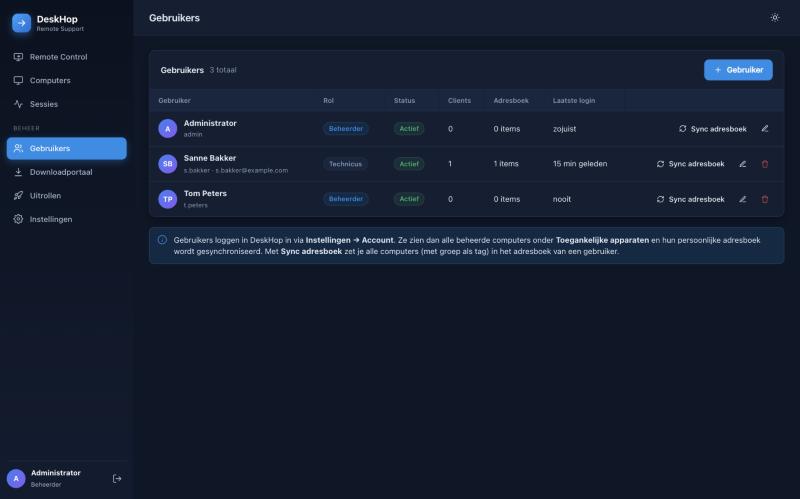 DeskHop
Remote Support
Remote Control
Computers
Sessies
BEHEER
Gebruikers
Downloadportaal
Uitrollen
Instellingen
A
Administrator
Beheerder
Gebruikers
Gebruikers 3 totaal
+ Gebruiker
Gebruiker Rol Status Clients Adresboek Laatste login
A Administrator Beheerder Actief 0 0 items zojuist Sync adresboek
admin
SB Sanne Bakker Technicus Actief 1 1 items 15 min geleden Sync adresboek
s.bakker · s.bakker@example.com
TP Tom Peters Beheerder Actief 0 0 items nooit Sync adresboek
t.peters
Gebruikers loggen in DeskHop in via Instellingen → Account. Ze zien dan alle beheerde computers onder Toegankelijke apparaten en hun persoonlijke adresboek
wordt gesynchroniseerd. Met Sync adresboek zet je alle computers (met groep als tag) in het adresboek van een gebruiker.